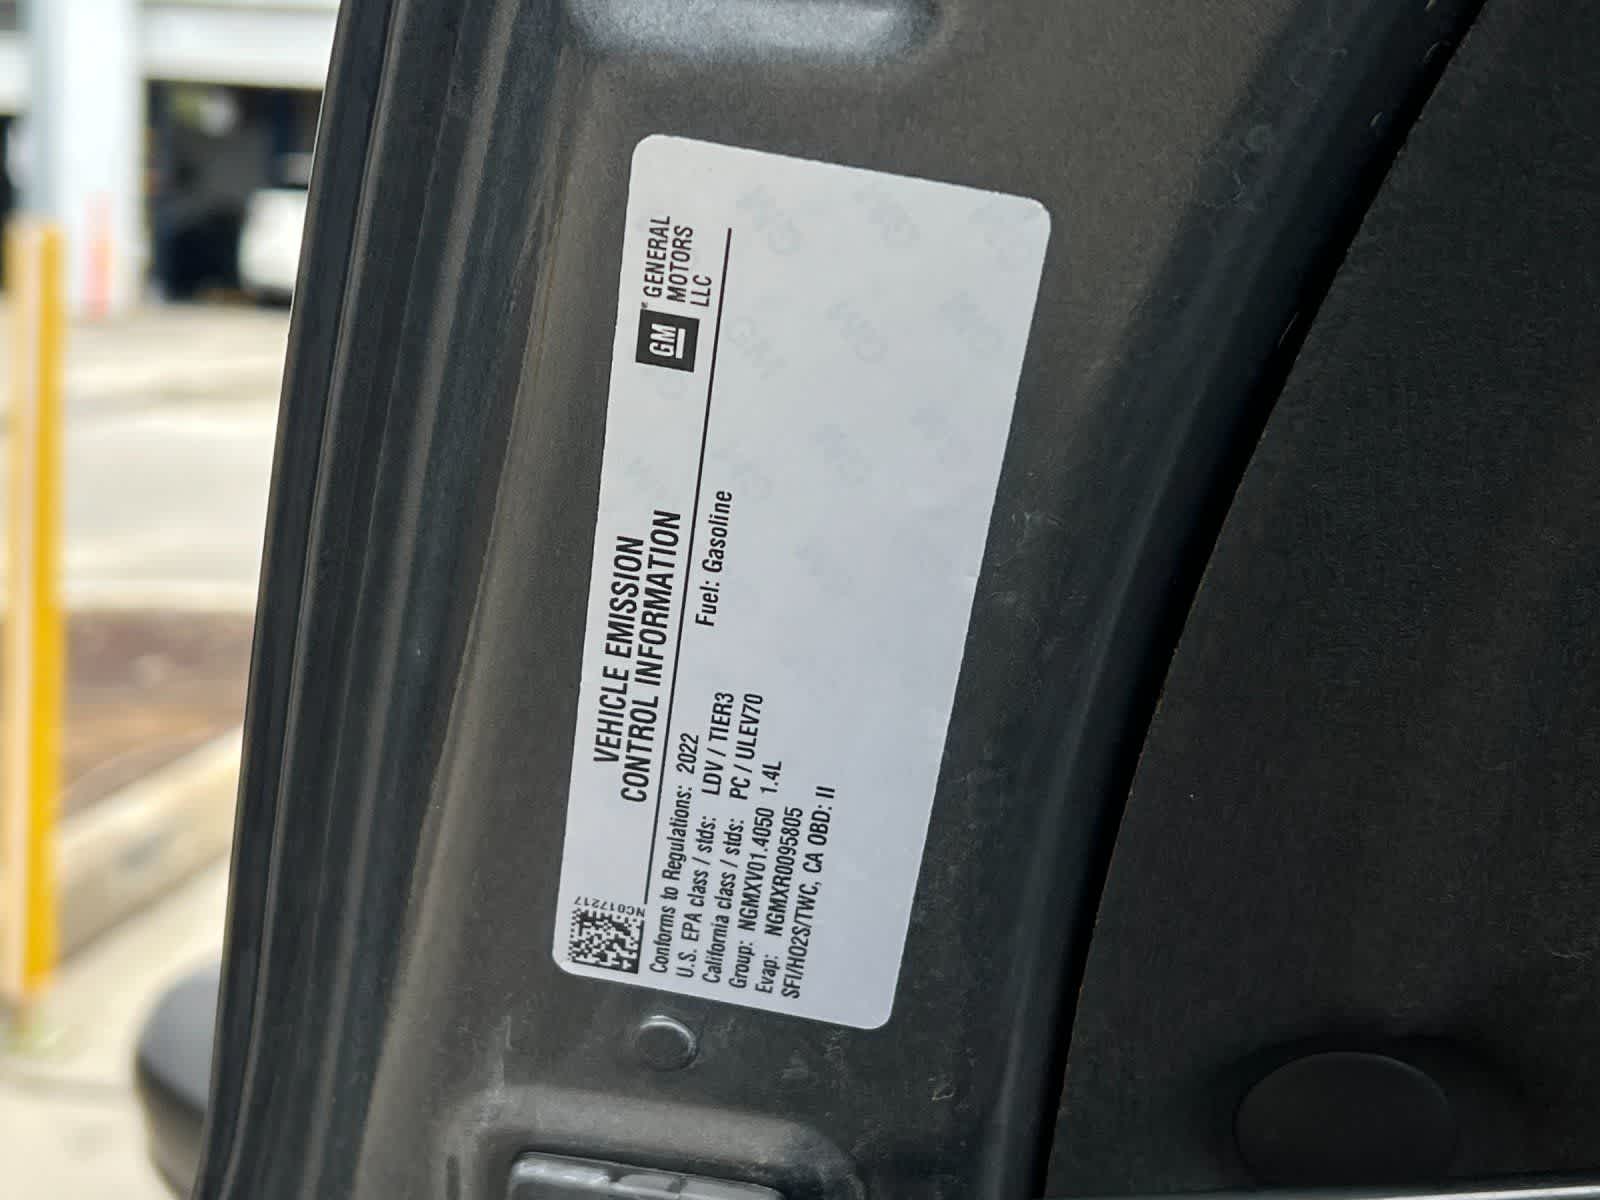 VEHICLE EMISSION
CONTROL INFORMATION
GM
GENERAL
MOTORS
LLC
NC017217
Conforms to Regulations: 2022 Fuel: Gasoline
U.S. EPA class / stds: LDV / TIER3
California class / stds: PC / ULEV70
Group: NGMXV01.4050 1.4L
Evap: NGMXR0095805
SFI/HO2S/TWC, CA OBD: II